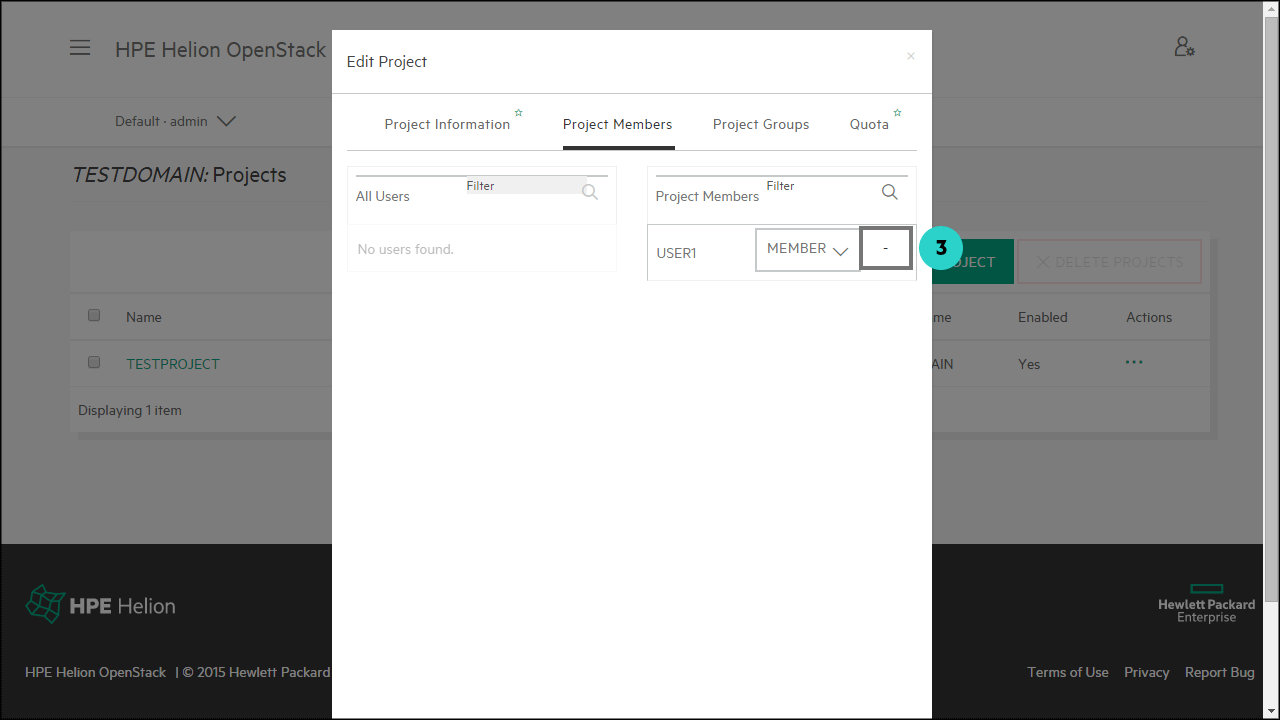 HPE Helion OpenStack
Edit Project
×
Default · admin
Project Information
Project Members
Project Groups
Quota
TESTDOMAIN: Projects
All Users
Filter
Project Members
Filter
No users found.
USER1
MEMBER
-
3
OJECT
DELETE PROJECTS
Name
me
Enabled
Actions
TESTPROJECT
AIN
Yes
Displaying 1 item
HPE Helion
Hewlett Packard
Enterprise
HPE Helion OpenStack | © 2015 Hewlett Packard
Terms of Use
Privacy
Report Bug